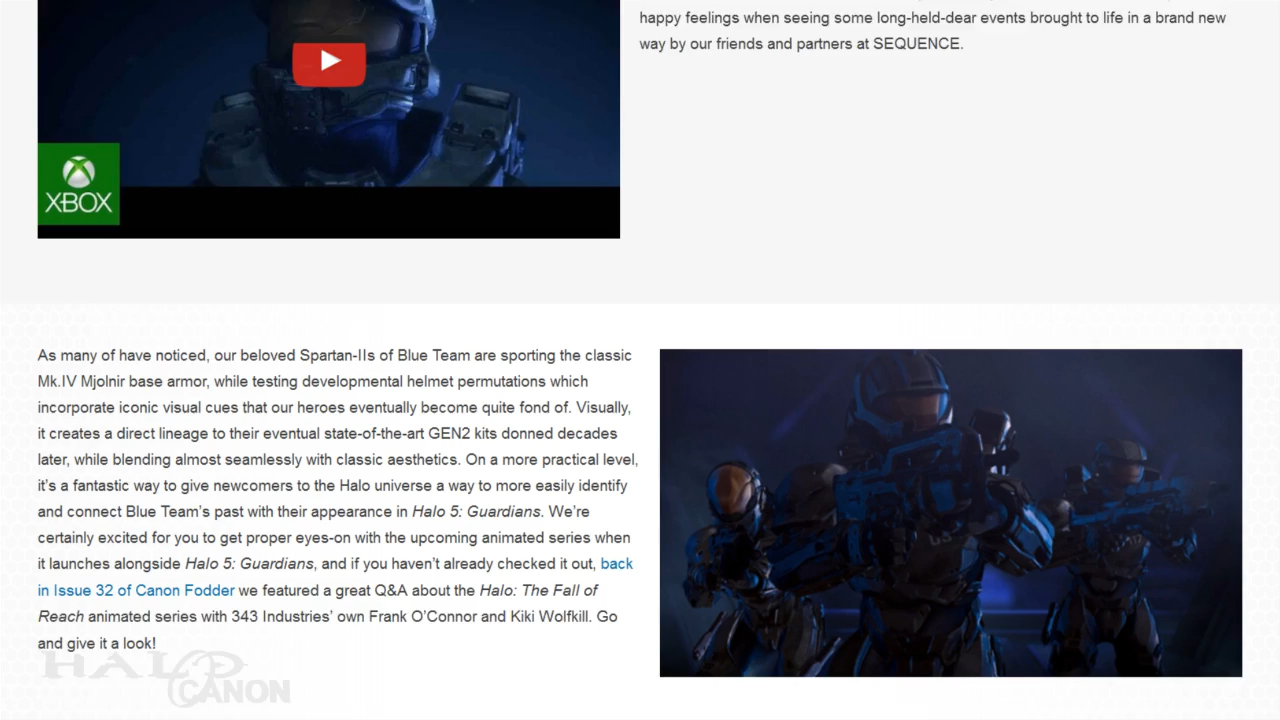 happy feelings when seeing some long-held-dear events brought to life in a brand new
way by our friends and partners at SEQUENCE.
XBOX
As many of have noticed, our beloved Spartan-IIs of Blue Team are sporting the classic
Mk.IV Mjolnir base armor, while testing developmental helmet permutations which
incorporate iconic visual cues that our heroes eventually become quite fond of. Visually,
it creates a direct lineage to their eventual state-of-the-art GEN2 kits donned decades
later, while blending almost seamlessly with classic aesthetics. On a more practical level,
it’s a fantastic way to give newcomers to the Halo universe a way to more easily identify
and connect Blue Team’s past with their appearance in Halo 5: Guardians. We’re
certainly excited for you to get proper eyes-on with the upcoming animated series when
it launches alongside Halo 5: Guardians, and if you haven’t already checked it out, back
in Issue 32 of Canon Fodder we featured a great Q&A about the Halo: The Fall of
Reach animated series with 343 Industries’ own Frank O’Connor and Kiki Wolfkill. Go
and give it a look!
HALO
CANON